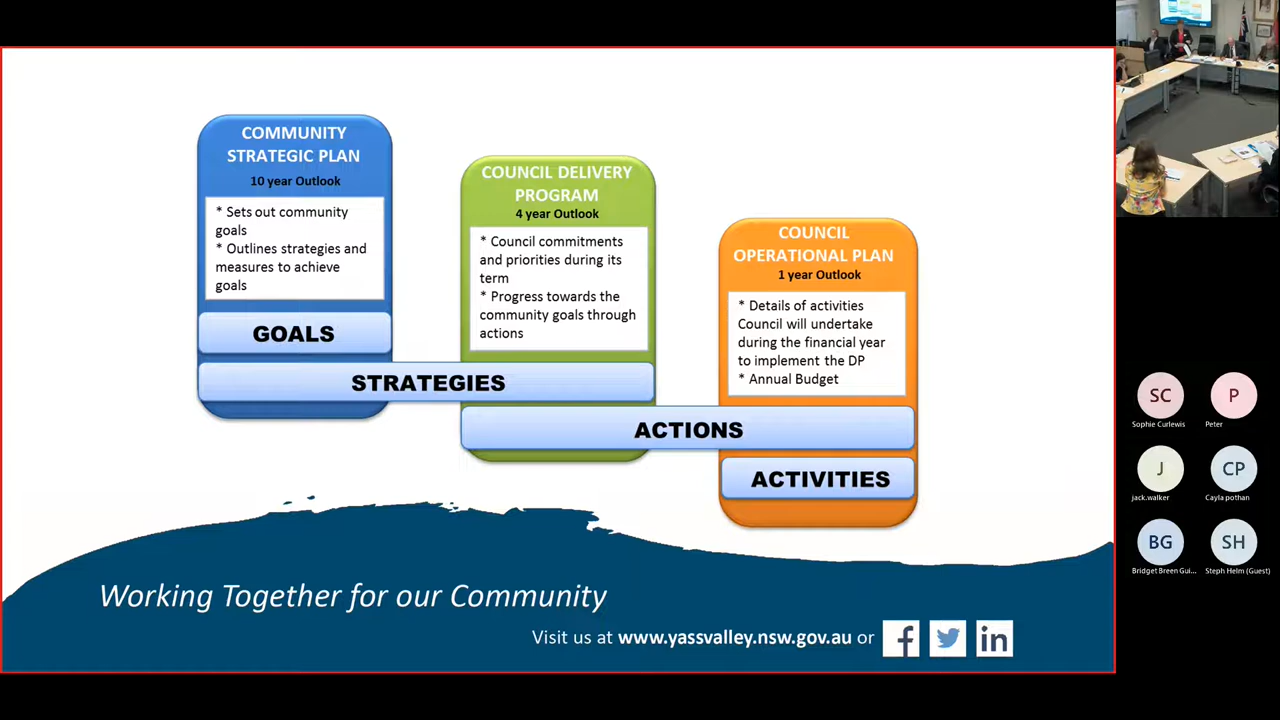 COMMUNITY
STRATEGIC PLAN
10 year Outlook
* Sets out community
goals
* Outlines strategies and
measures to achieve
goals
COUNCIL DELIVERY
PROGRAM
4 year Outlook
* Council commitments
and priorities during its
term
* Progress towards the
community goals through
actions
COUNCIL
OPERATIONAL PLAN
1 year Outlook
* Details of activities
Council will undertake
during the financial year
to implement the DP
* Annual Budget
GOALS
STRATEGIES
ACTIONS
ACTIVITIES
Working Together for our Community
Visit us at www.yassvalley.nsw.gov.au or
SC
Sophie Curlewis
P
Peter
J
jack.walker
CP
Cayla pothan
BG
Bridget Breen Gui...
SH
Steph Helm (Guest)